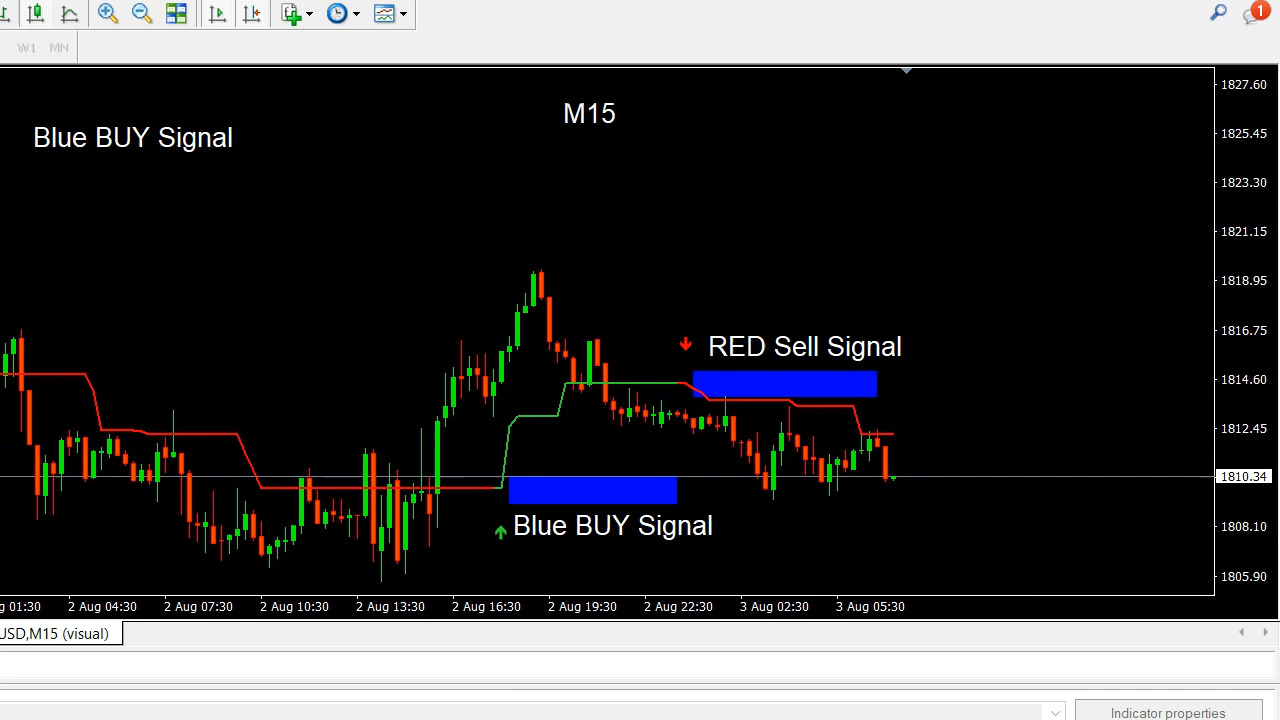 1
W1 MN
M15
Blue BUY Signal
RED Sell Signal
Blue BUY Signal
1827.60
1825.45
1823.30
1821.15
1818.95
1816.75
1814.60
1812.45
1810.34
1808.10
1805.90
g 01:30
2 Aug 04:30
2 Aug 07:30
2 Aug 10:30
2 Aug 13:30
2 Aug 16:30
2 Aug 19:30
2 Aug 22:30
3 Aug 02:30
3 Aug 05:30
USD,M15 (visual)
Indicator properties